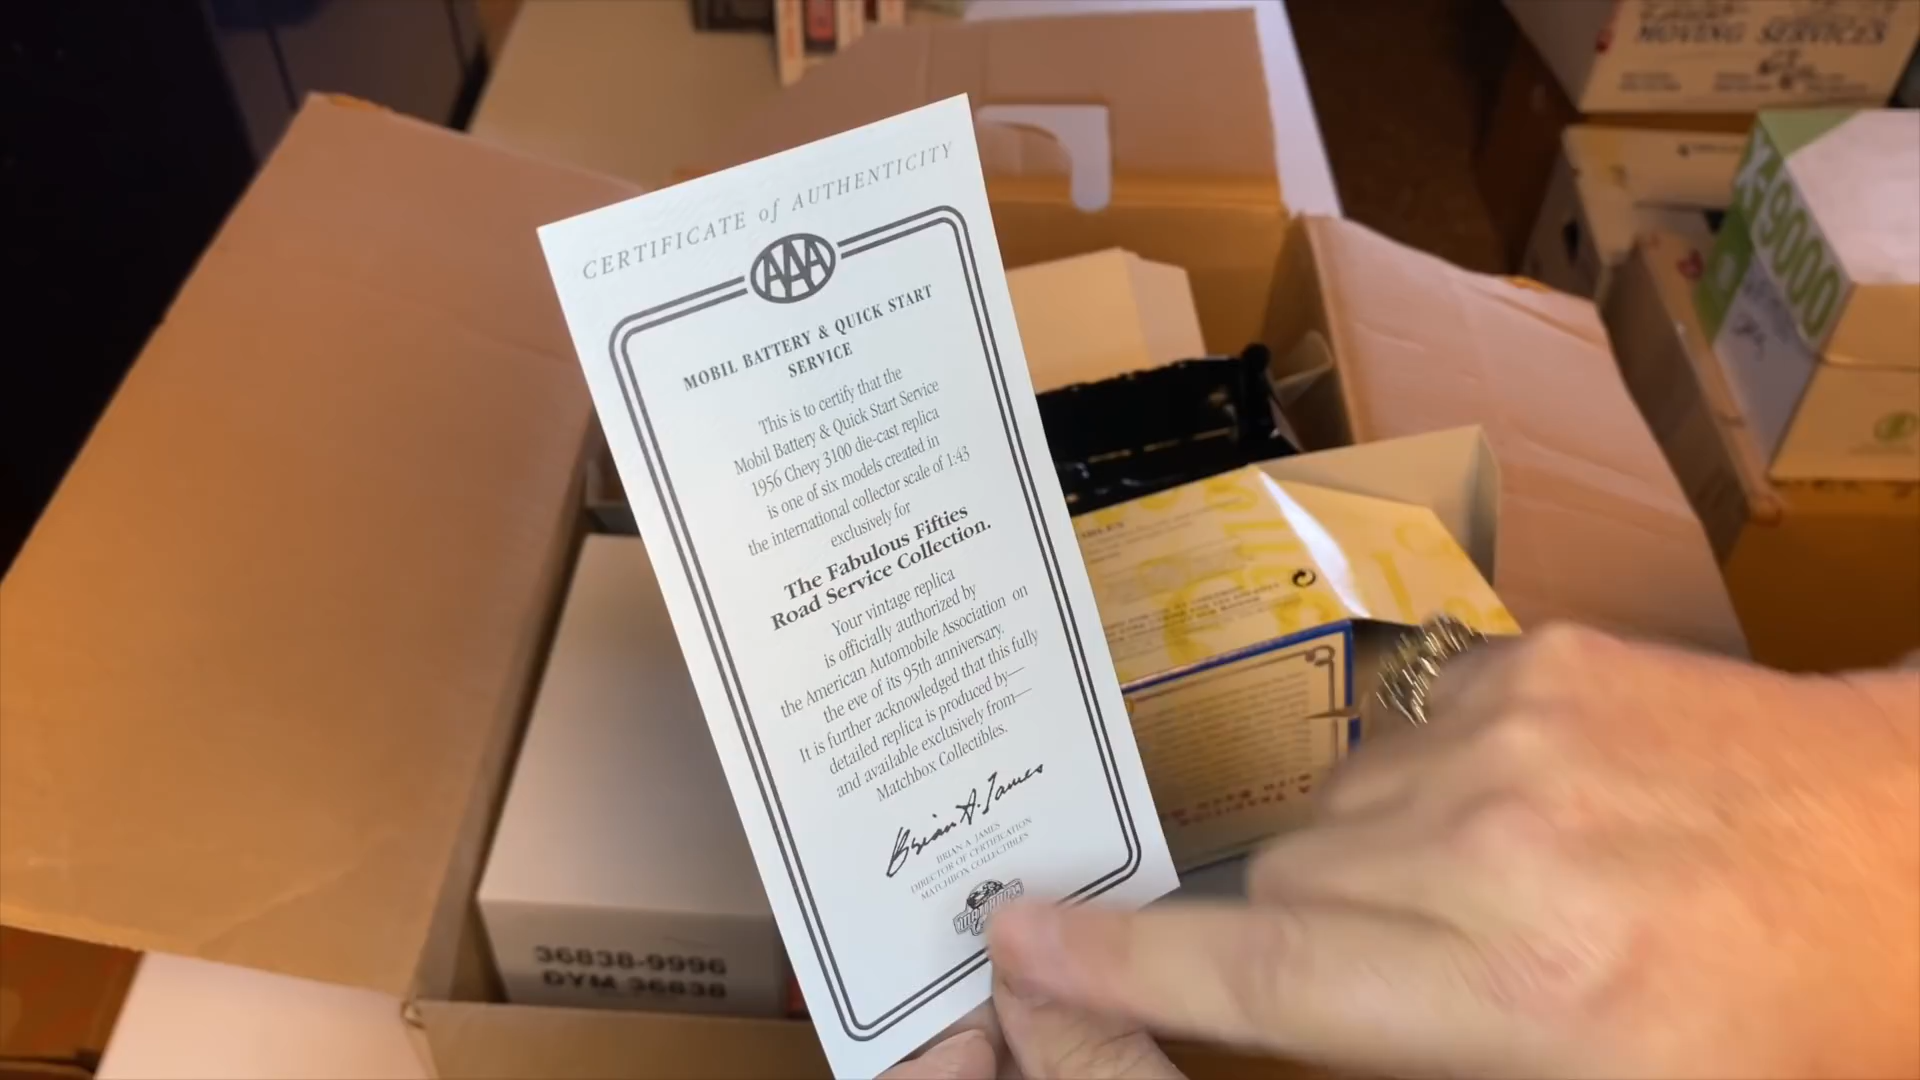 CERTIFICATE of AUTHENTICITY
AAA
MOBIL BATTERY & QUICK START
SERVICE
This is to certify that the
Mobil Battery & Quick Start Service
1956 Chevy 3100 die-cast replica
is one of six models created in
the international collector scale of 1:43
exclusively for
The Fabulous Fifties
Road Service Collection.
Your vintage replica
is officially authorized by
the American Automobile Association on
the eve of its 95th anniversary.
It is further acknowledged that this fully
detailed replica is produced by—
and available exclusively from—
Matchbox Collectibles.
Brian A. James
BRIAN A. JAMES
DIRECTOR OF CERTIFICATION
MATCHBOX COLLECTIBLES
36838-9996
DYM 36838
MOVING SERVICES
X-9000